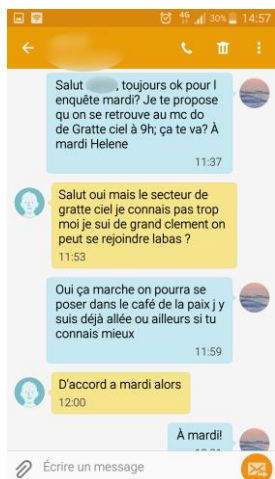 4G 30% 14:57
Salut , toujours ok pour l
enquête mardi? Je te propose
qu on se retrouve au mc do
de Gratte ciel à 9h; ça te va? À
mardi Helene
11:37
Salut oui mais le secteur de
gratte ciel je connais pas trop
moi je sui de grand clement on
peut se rejoindre labas ?
11:53
Oui ça marche on pourra se
poser dans le café de la paix j y
suis déjà allée ou ailleurs si tu
connais mieux
11:59
D'accord a mardi alors
12:00
À mardi!
Écrire un message